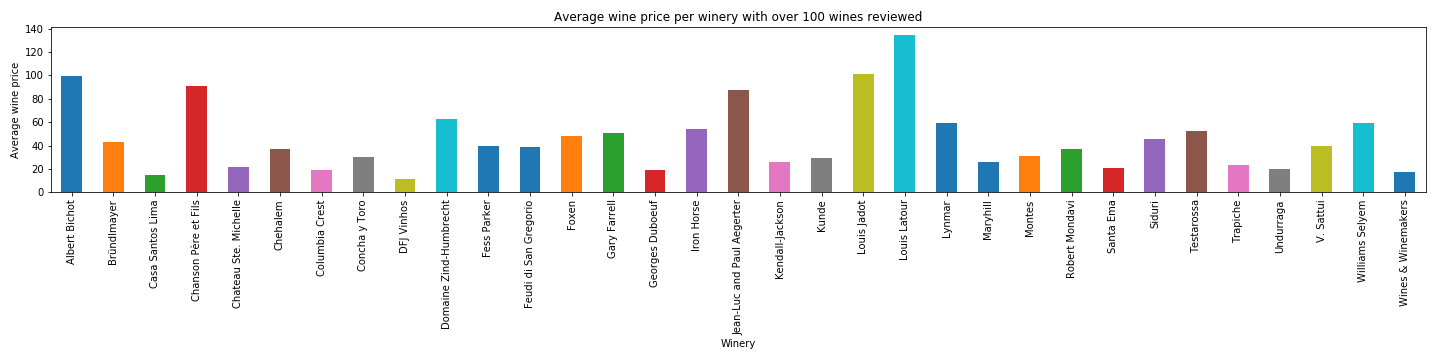 Average wine price per winery with over 100 wines reviewed
Average wine price
140
120
100
80
60
40
20
0
Albert Bichot
Bründlmayer
Casa Santos Lima
Chanson Père et Fils
Chateau Ste. Michelle
Chehalem
Columbia Crest
Concha y Toro
DFJ Vinhos
Domaine Zind-Humbrecht
Fess Parker
Feudi di San Gregorio
Foxen
Gary Farrell
Georges Duboeuf
Iron Horse
Jean-Luc and Paul Aegerter
Kendall-Jackson
Kunde
Louis Jadot
Louis Latour
Lynmar
Maryhill
Montes
Robert Mondavi
Santa Ema
Siduri
Testarossa
Trapiche
Undurraga
V. Sattui
Williams Selyem
Wines & Winemakers
Winery